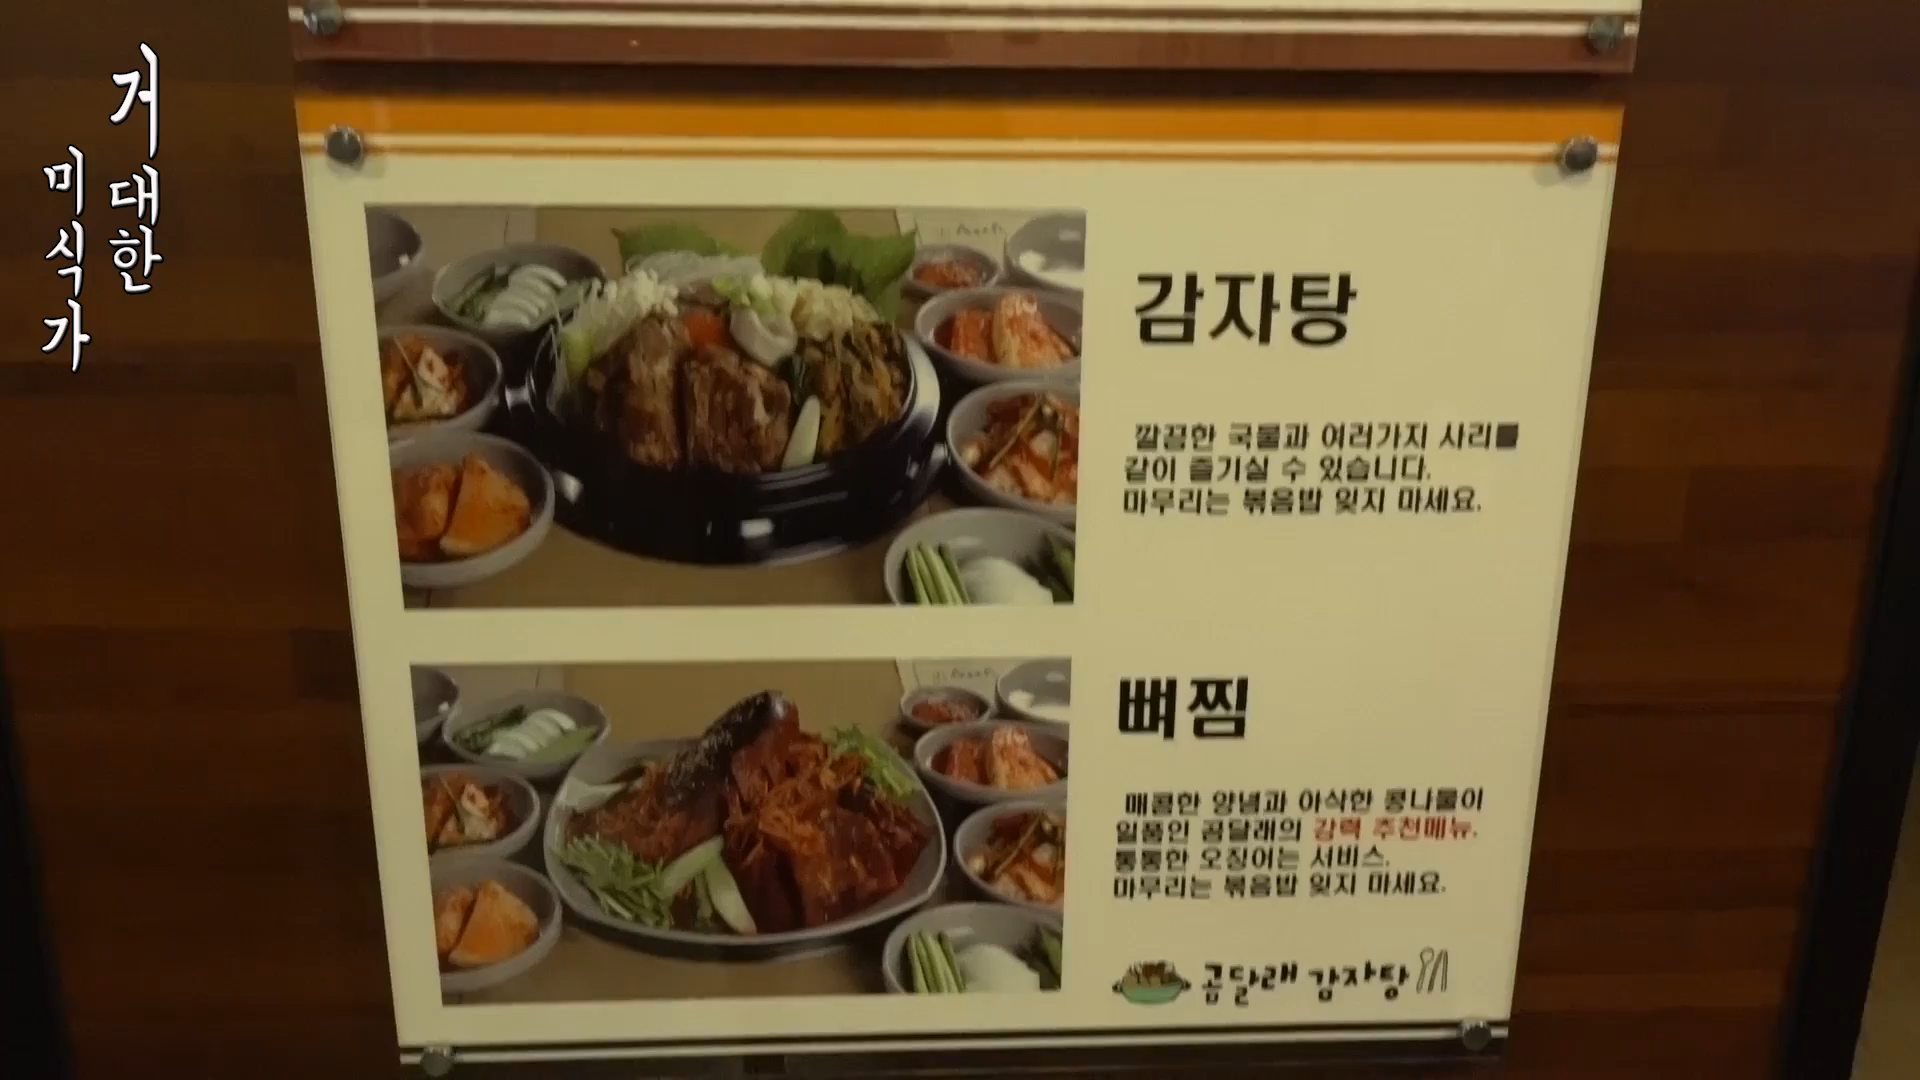 거대한
미식가
감자탕
깔끔한 국물과 여러가지 사리를
같이 즐기실 수 있습니다.
마무리는 볶음밥 잊지 마세요.
뼈찜
매콤한 양념과 아삭한 콩나물이
일품인 곰달래의 강력 추천메뉴.
통통한 오징어는 서비스.
마무리는 볶음밥 잊지 마세요.
곰달래 감자탕